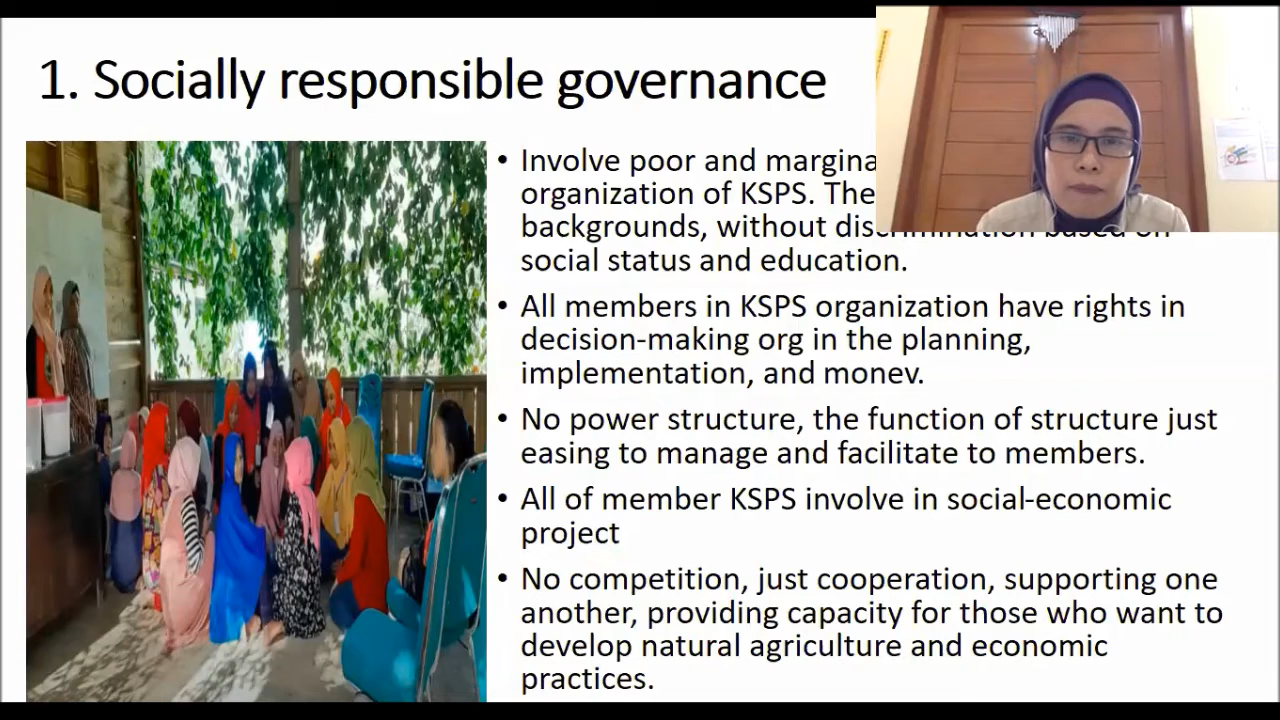 1. Socially responsible governance
• Involve poor and
organization of KSPS. The
backgrounds, without discrimination based on
social status and education.
• All members in KSPS organization have rights in
decision-making org in the planning,
implementation, and monev.
• No power structure, the function of structure just
easing to manage and facilitate to members.
• All of member KSPS involve in social-economic
project
• No competition, just cooperation, supporting one
another, providing capacity for those who want to
develop natural agriculture and economic
practices.